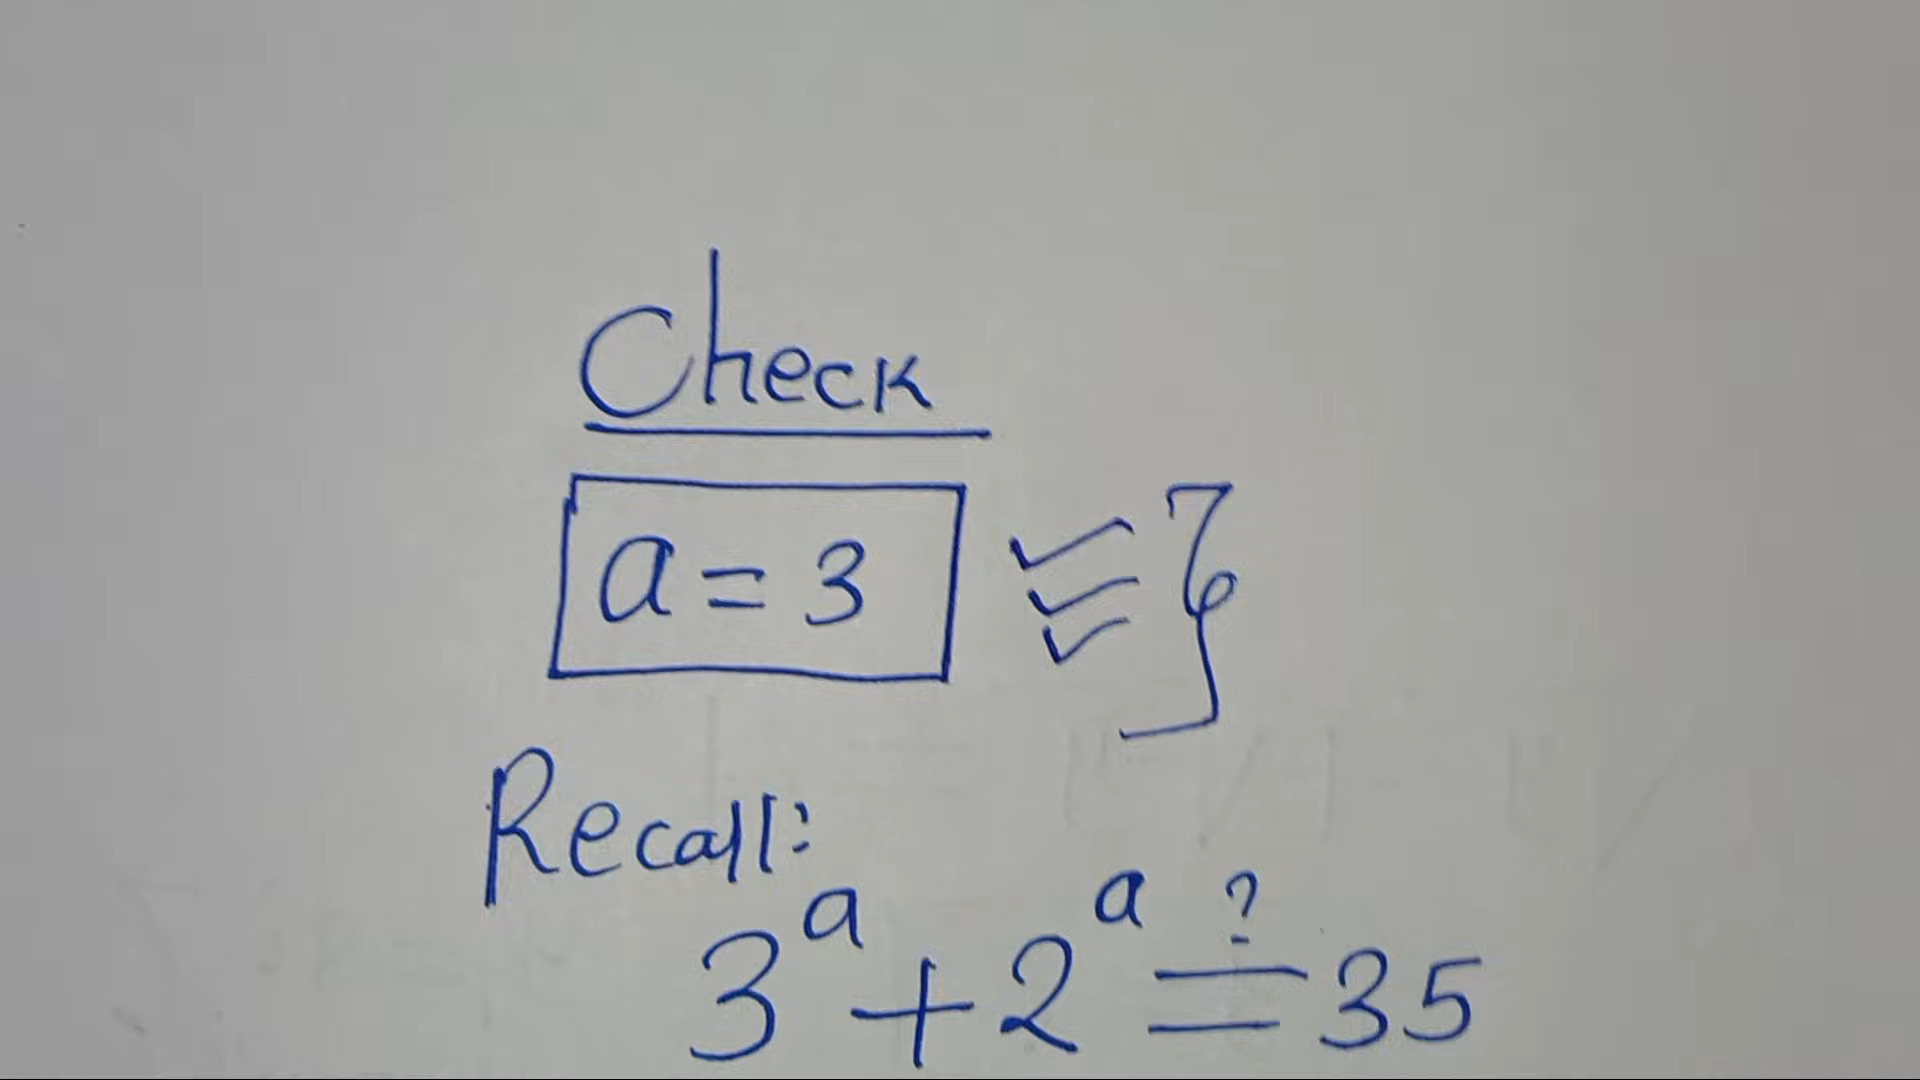 Check
a = 3 ✓✓✓
Recall:
3^a + 2^a ?= 35